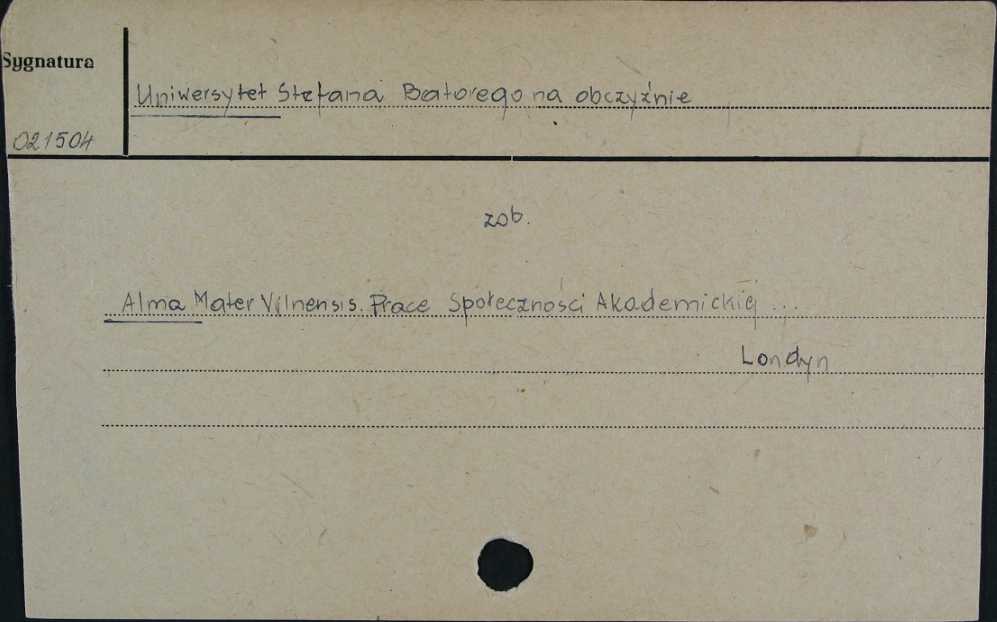 Sygnatura
Uniwersytet Stefana Batorego na obczyźnie
021504
zob.
Alma Mater Vilnensis. Prace Społeczności Akademickiej ...
Londyn